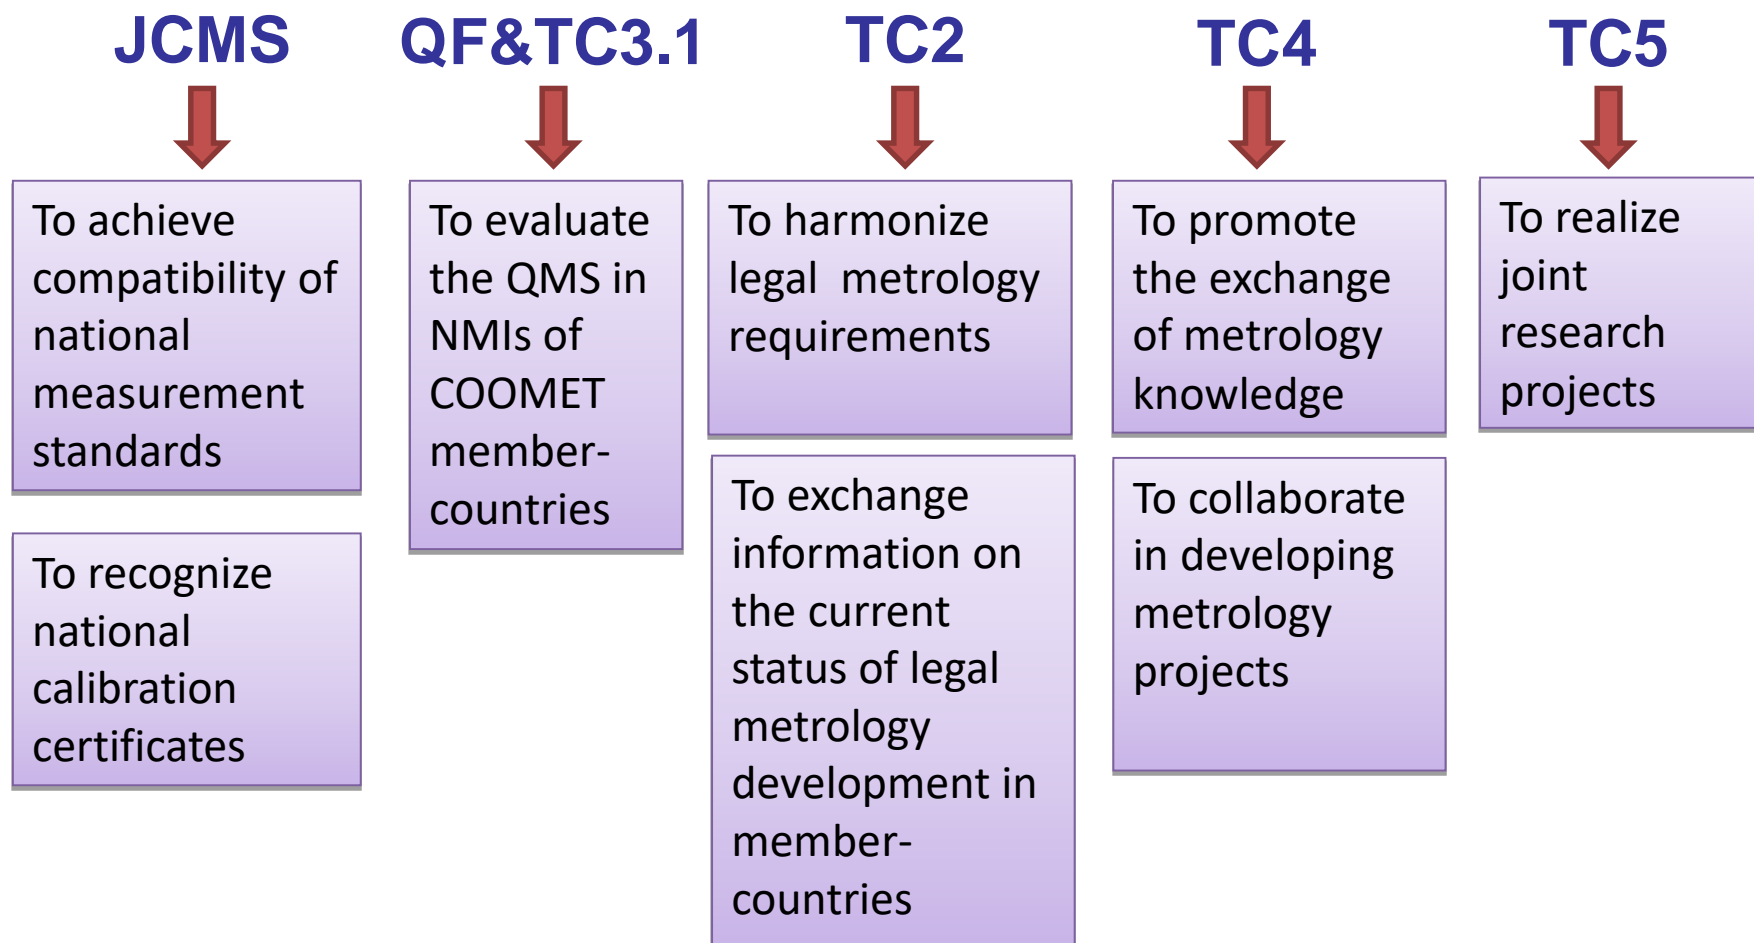 JCMS
QF&TC3.1
TC2
TC4
TC5
To achieve
compatibility of
national
measurement
standards
To recognize
national
calibration
certificates
To evaluate
the QMS in
NMIs of
COOMET
member-
countries
To harmonize
legal  metrology
requirements
To exchange
information on
the current
status of legal
metrology
development in
member-
countries
To promote
the exchange
of metrology
knowledge
To collaborate
in developing
metrology
projects
To realize
joint
research
projects